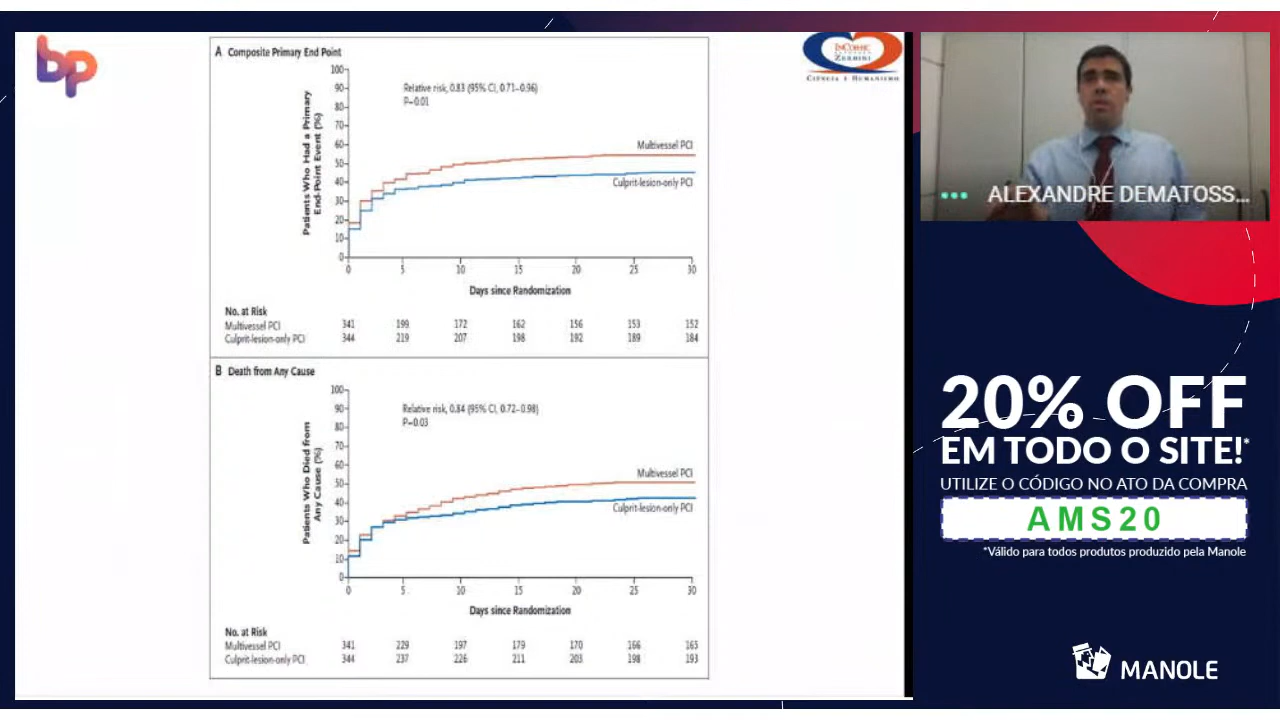 bp
INCOR-HC
ZERBINI
CIÊNCIA E HUMANISMO
A Composite Primary End Point
Patients Who Had a Primary
End-Point Event (%)
100
90
80
70
60
50
40
30
20
10
0
Relative risk, 0.83 (95% CI, 0.71–0.96)
P=0.01
Multivessel PCI
Culprit-lesion-only PCI
0 5 10 15 20 25 30
Days since Randomization
No. at Risk
Multivessel PCI 341 199 172 162 156 153 152
Culprit-lesion-only PCI 344 219 207 198 192 189 184
B Death from Any Cause
Patients Who Died from
Any Cause (%)
100
90
80
70
60
50
40
30
20
10
0
Relative risk, 0.84 (95% CI, 0.72–0.98)
P=0.03
Multivessel PCI
Culprit-lesion-only PCI
0 5 10 15 20 25 30
Days since Randomization
No. at Risk
Multivessel PCI 341 229 197 179 170 166 165
Culprit-lesion-only PCI 344 237 226 211 203 198 193
ALEXANDRE DEMATOSS...
20% OFF
EM TODO O SITE!*
UTILIZE O CÓDIGO NO ATO DA COMPRA
AMS20
*Válido para todos produtos produzido pela Manole
MANOLE